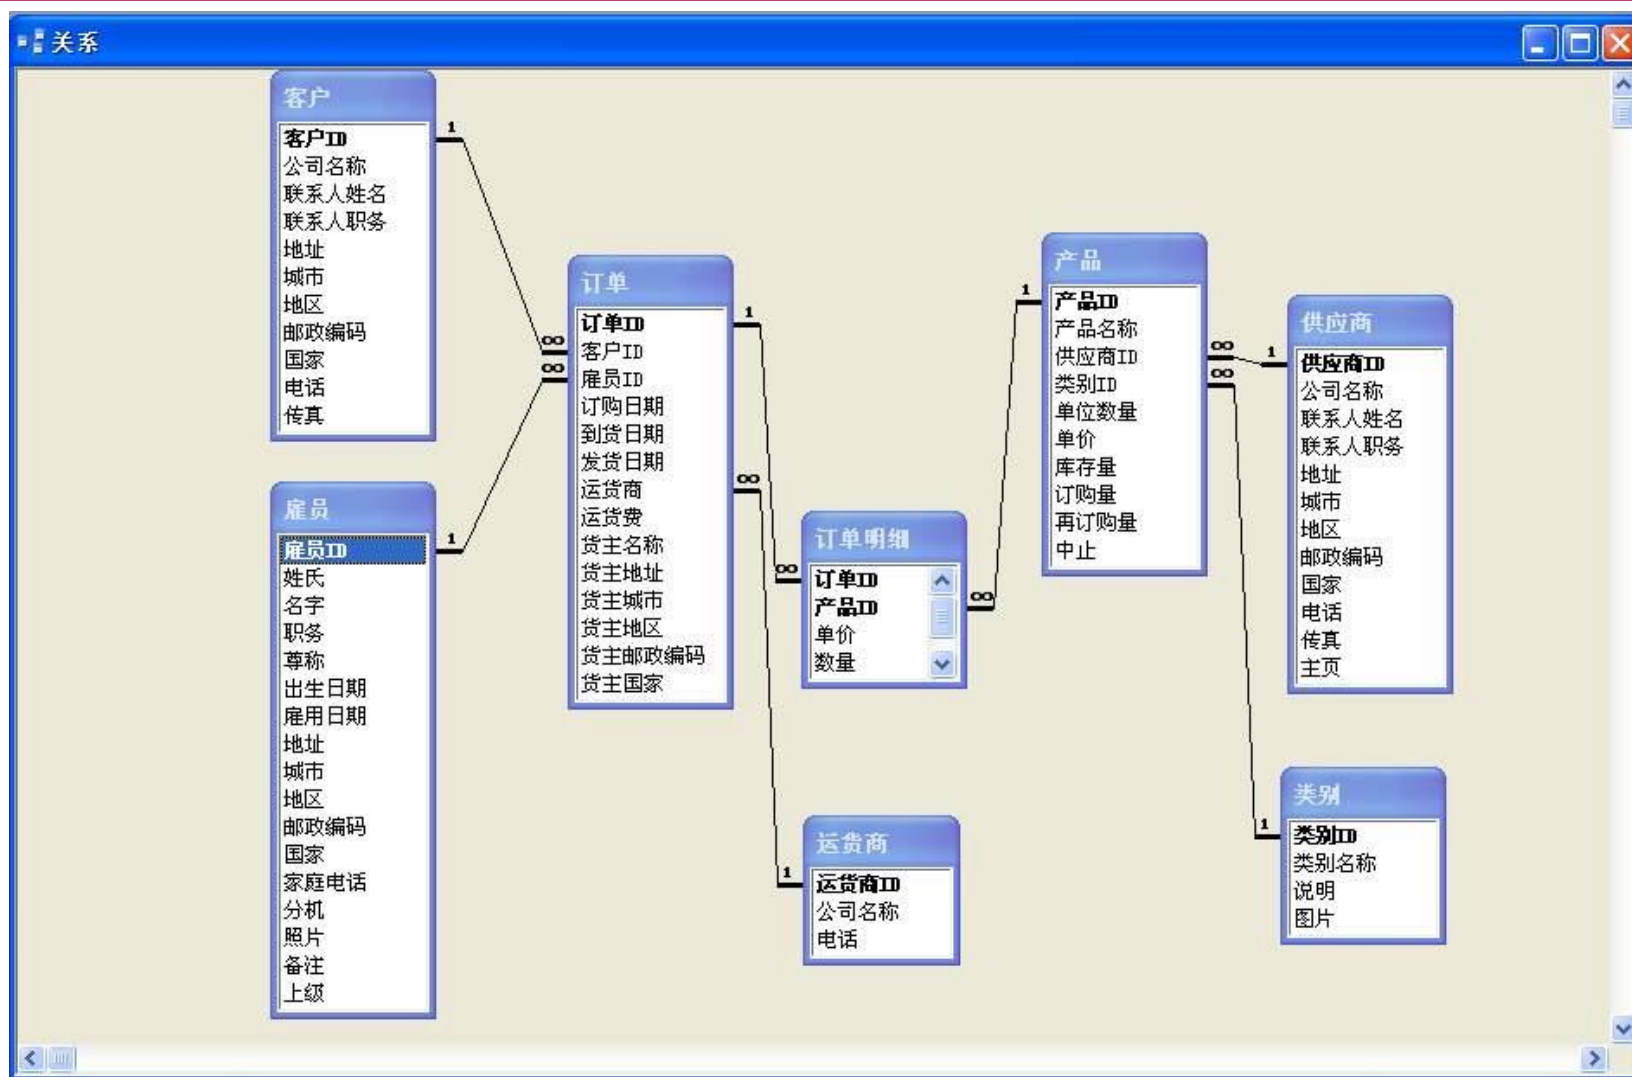 关系
客户
客户ID
公司名称
联系人姓名
联系人职务
地址
城市
地区
邮政编码
国家
电话
传真
1
雇员
雇员ID
姓氏
名字
职务
尊称
出生日期
雇用日期
地址
城市
地区
邮政编码
国家
家庭电话
分机
照片
备注
上级
1
订单
订单ID
客户ID
雇员ID
订购日期
到货日期
发货日期
运货商
运货费
货主名称
货主地址
货主城市
货主地区
货主邮政编码
货主国家
∞
∞
1
∞
订单明细
订单ID
产品ID
单价
数量
∞
∞
运货商
运货商ID
公司名称
电话
1
产品
产品ID
产品名称
供应商ID
类别ID
单位数量
单价
库存量
订购量
再订购量
中止
1
∞
∞
供应商
供应商ID
公司名称
联系人姓名
联系人职务
地址
城市
地区
邮政编码
国家
电话
传真
主页
1
类别
类别ID
类别名称
说明
图片
1